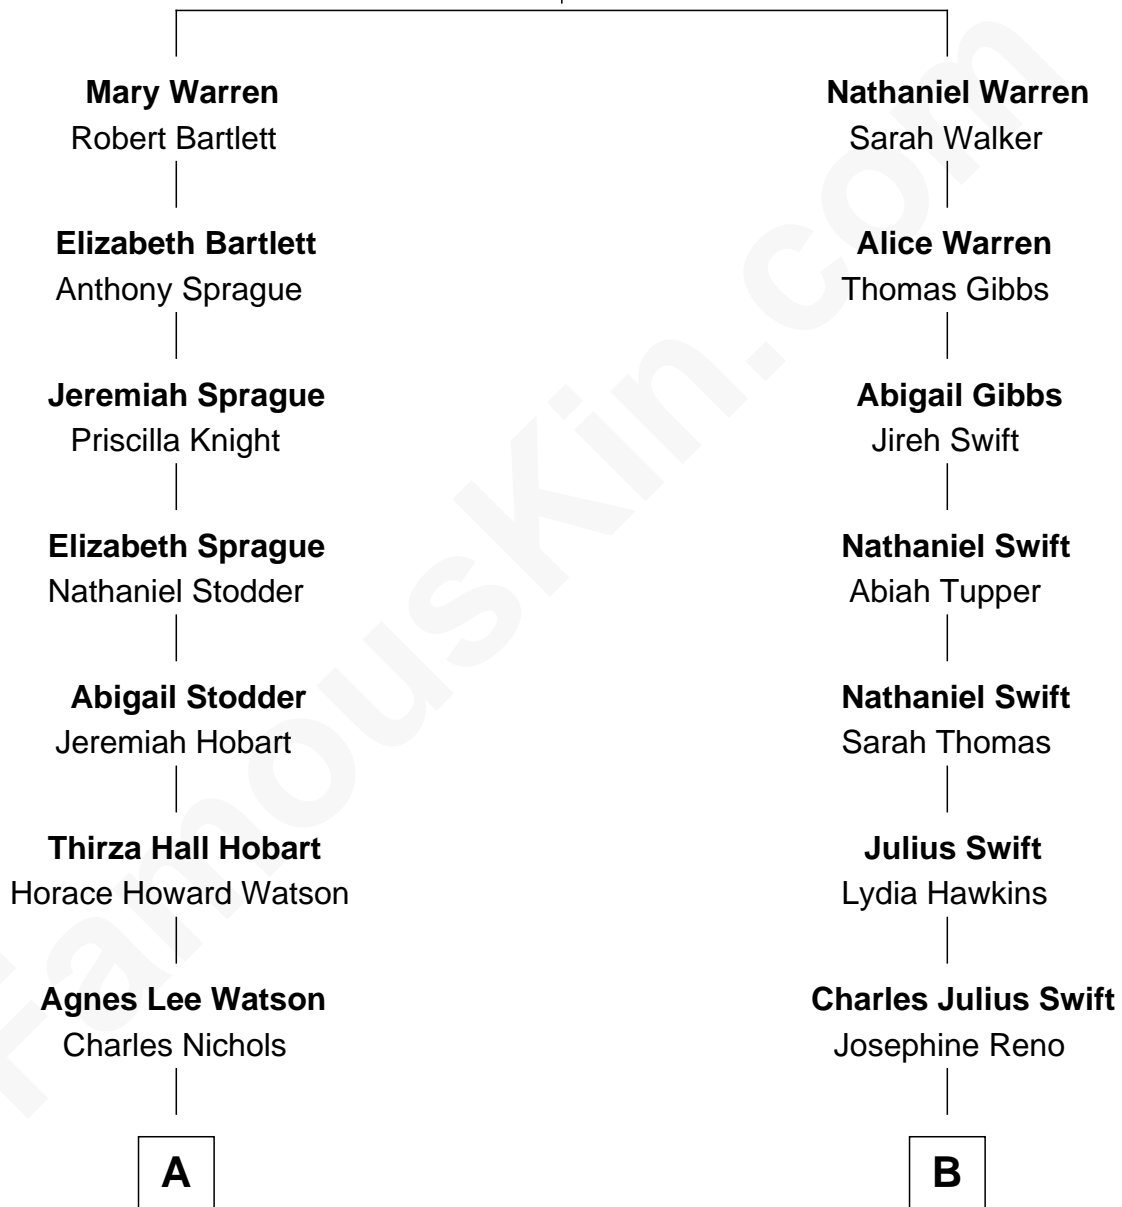 Mary Warren
Robert Bartlett
Elizabeth Bartlett
Anthony Sprague
Jeremiah Sprague
Priscilla Knight
Elizabeth Sprague
Nathaniel Stodder
Abigail Stodder
Jeremiah Hobart
Thirza Hall Hobart
Horace Howard Watson
Agnes Lee Watson
Charles Nichols
A
Nathaniel Warren
Sarah Walker
Alice Warren
Thomas Gibbs
Abigail Gibbs
Jireh Swift
Nathaniel Swift
Abiah Tupper
Nathaniel Swift
Sarah Thomas
Julius Swift
Lydia Hawkins
Charles Julius Swift
Josephine Reno
B
FamousKin.com